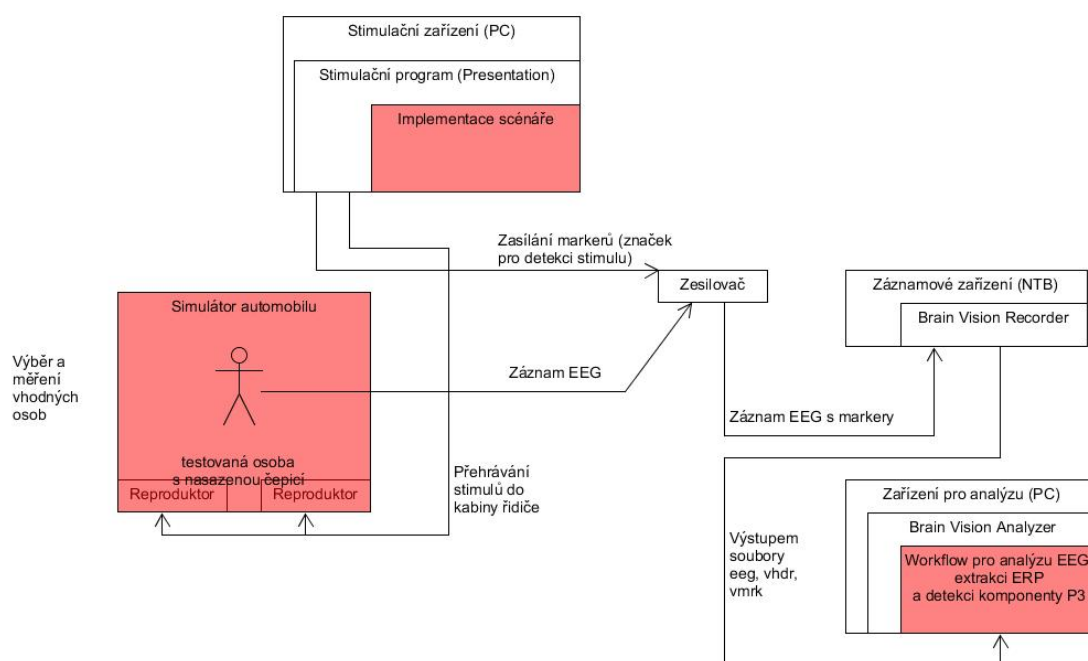 Stimulační zařízení (PC)
Stimulační program (Presentation)
Implementace scénáře
Zasílání markerů (značek
pro detekci stimulu)
Zesilovač
Záznamové zařízení (NTB)
Brain Vision Recorder
Simulátor automobilu
Výběr a
měření
vhodných
osob
Záznam EEG
Záznam EEG s markery
testovaná osoba
s nasazenou čepicí
Reproduktor
Reproduktor
Přehrávání
stimulů do
kabiny řidiče
Zařízení pro analýzu (PC)
Brain Vision Analyzer
Výstupem
soubory
eeg, vhdr,
vmrk
Workflow pro analýzu EEG
extrakci ERP
a detekci komponenty P3